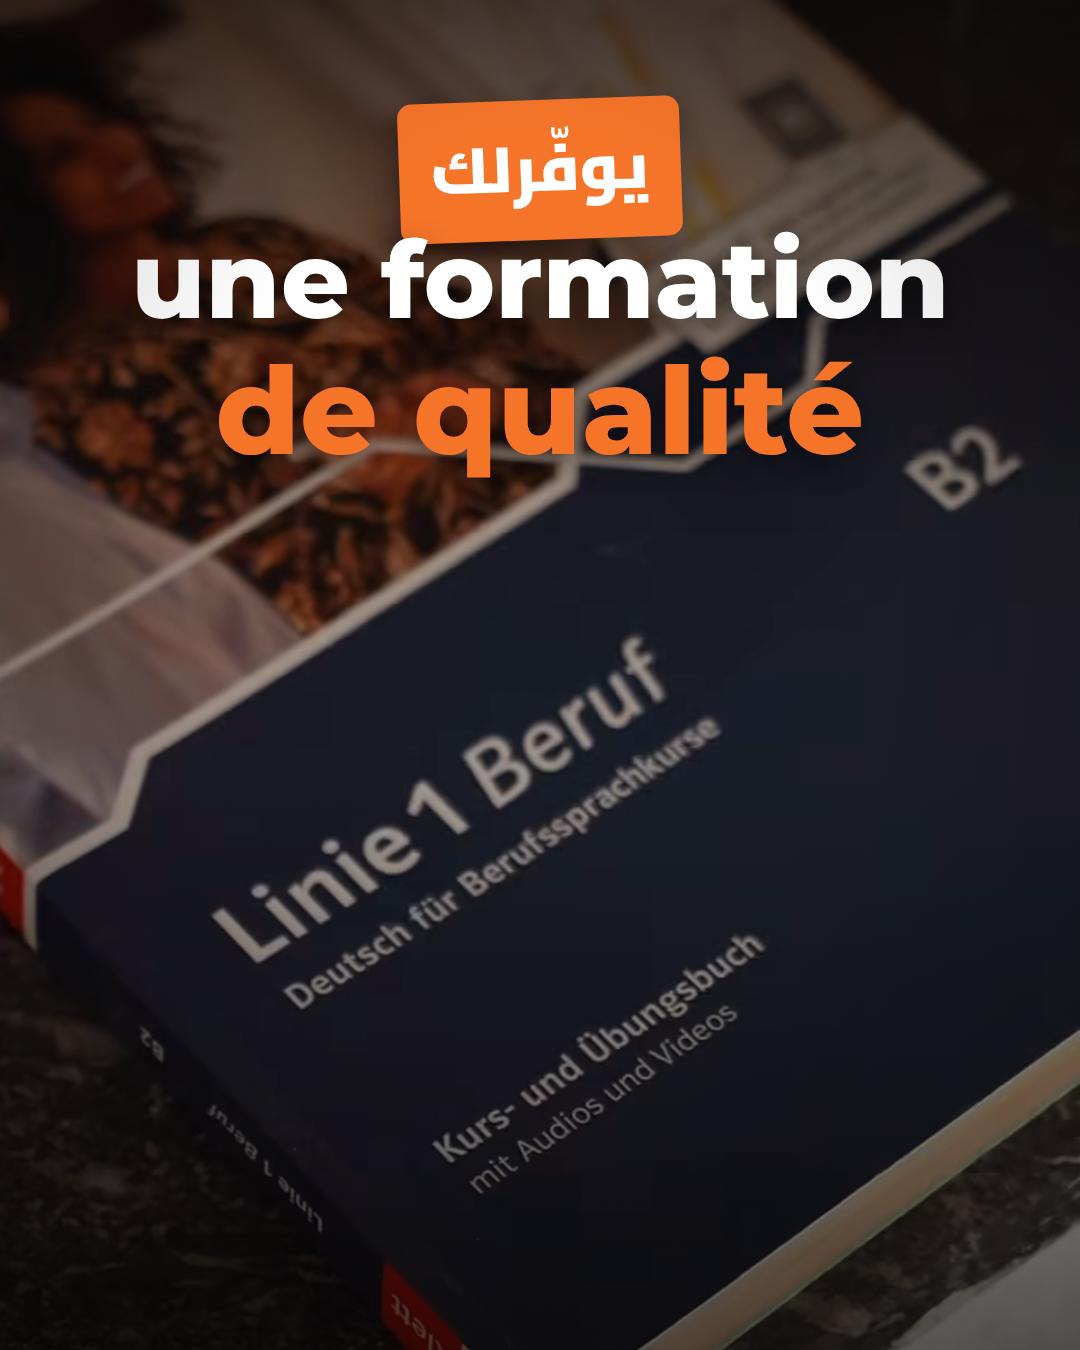 يوفّرلك
une formation
de qualité
B2
Linie 1 Beruf
Deutsch für Berufssprachkurse
Kurs- und Übungsbuch
mit Audios und Videos
B2
Linie 1 Beruf
Klett